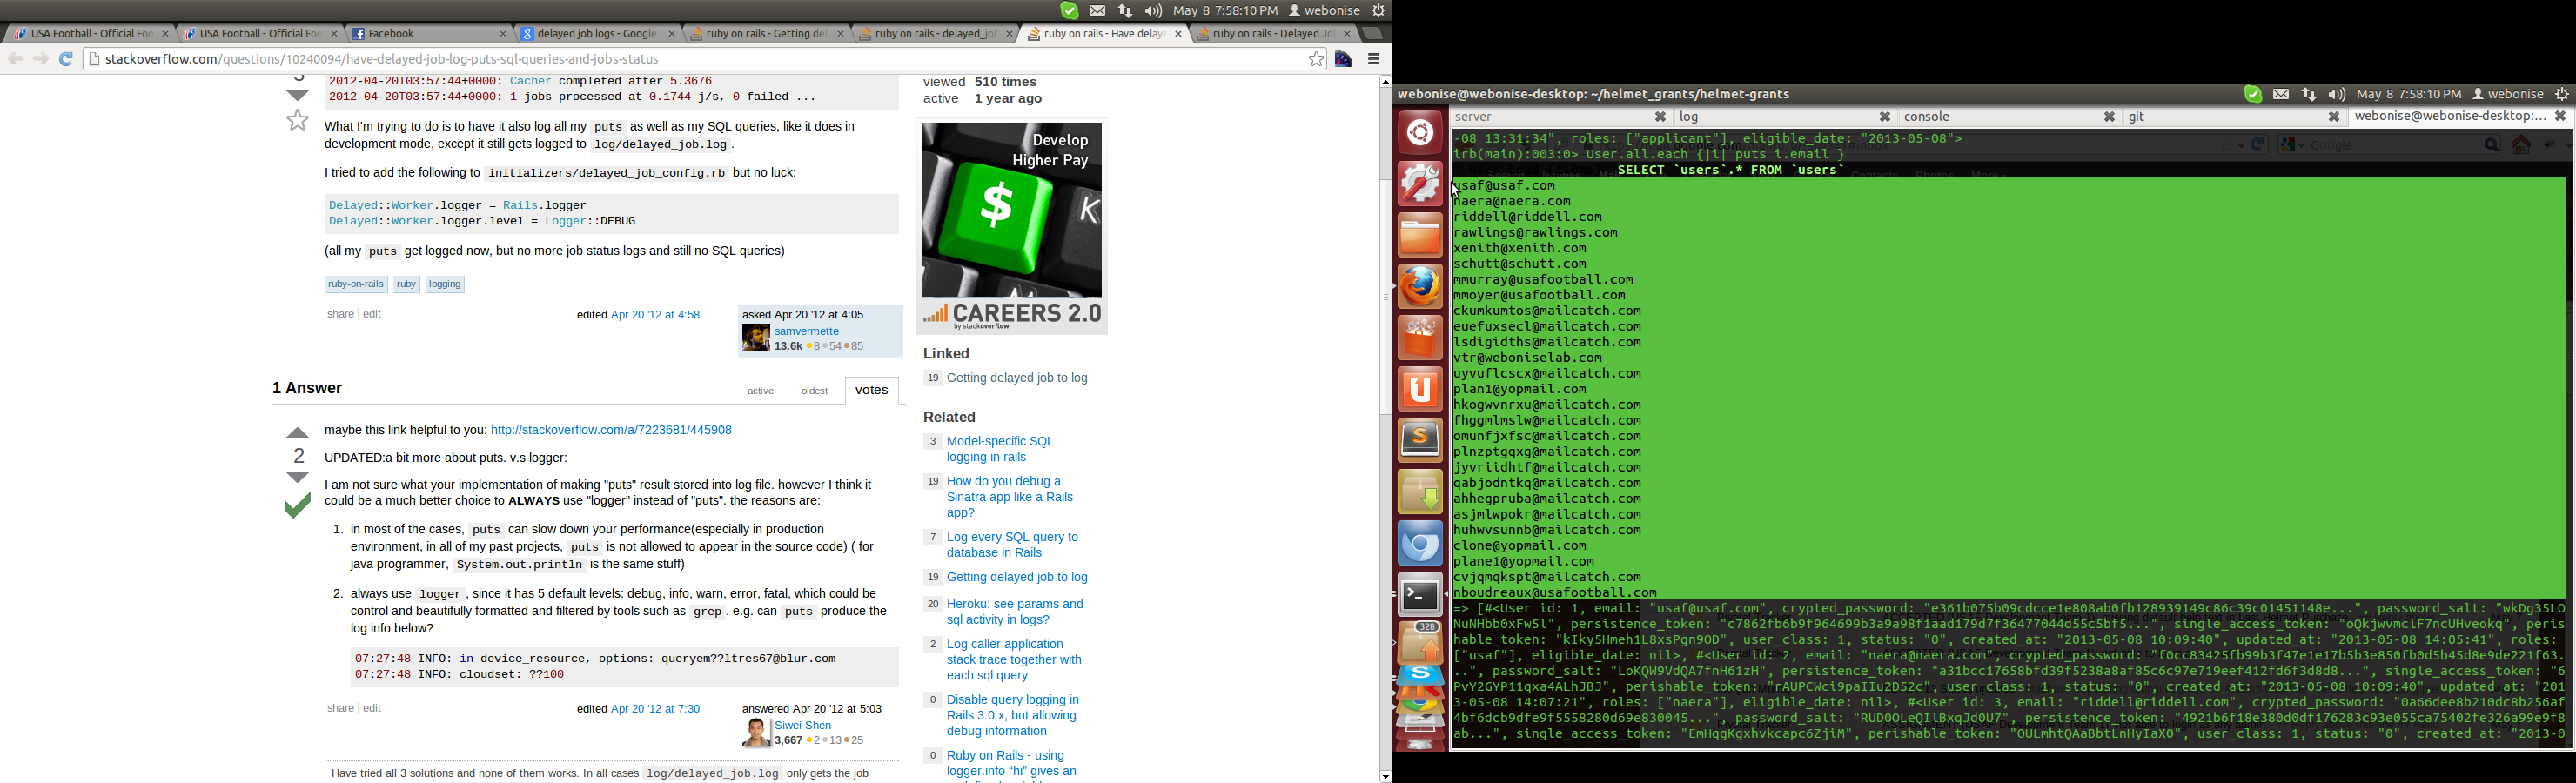 May 8 7:58:10 PM webonise
USA Football - Official Foo USA Football - Official Foo Facebook delayed job logs - Google ruby on rails - Getting del ruby on rails - delayed_jo ruby on rails - Have delaye ruby on rails - Delayed Jo
stackoverflow.com/questions/10240094/have-delayed-job-log-puts-sql-queries-and-jobs-status
2012-04-20T03:57:44+0000: Cacher completed after 5.3676
2012-04-20T03:57:44+0000: 1 jobs processed at 0.1744 j/s, 0 failed ...
What I'm trying to do is to have it also log all my puts as well as my SQL queries, like it does in
development mode, except it still gets logged to log/delayed_job.log.
I tried to add the following to initializers/delayed_job_config.rb but no luck:
Delayed::Worker.logger = Rails.logger
Delayed::Worker.logger.level = Logger::DEBUG
(all my puts get logged now, but no more job status logs and still no SQL queries)
ruby-on-rails ruby logging
share | edit
edited Apr 20 '12 at 4:58
asked Apr 20 '12 at 4:05
samvermette
13.6k 8 54 85
1 Answer
active oldest votes
maybe this link helpful to you: http://stackoverflow.com/a/7223681/445908
2
UPDATED:a bit more about puts. v.s logger:
I am not sure what your implementation of making "puts" result stored into log file. however I think it
could be a much better choice to ALWAYS use "logger" instead of "puts". the reasons are:
1. in most of the cases, puts can slow down your performance(especially in production
environment, in all of my past projects, puts is not allowed to appear in the source code) ( for
java programmer, System.out.println is the same stuff)
2. always use logger, since it has 5 default levels: debug, info, warn, error, fatal, which could be
control and beautifully formatted and filtered by tools such as grep. e.g. can puts produce the
log info below?
07:27:48 INFO: in device_resource, options: queryem??ltres67@blur.com
07:27:48 INFO: cloudset: ??100
share | edit
edited Apr 20 '12 at 7:30
answered Apr 20 '12 at 5:03
Siwei Shen
3,667 2 13 25
Have tried all 3 solutions and none of them works. In all cases log/delayed_job.log only gets the job
viewed 510 times
active 1 year ago
Develop
Higher Pay
$
K
CAREERS 2.0
by stackoverflow
Linked
19 Getting delayed job to log
Related
3 Model-specific SQL
logging in rails
19 How do you debug a
Sinatra app like a Rails
app?
7 Log every SQL query to
database in Rails
19 Getting delayed job to log
20 Heroku: see params and
sql activity in logs?
2 Log caller application
stack trace together with
each sql query
0 Disable query logging in
Rails 3.0.x, but allowing
debug information
0 Ruby on Rails - using
logger.info “hi” gives an
webonise@webonise-desktop: ~/helmet_grants/helmet-grants
May 8 7:58:10 PM webonise
server log console git webonise@webonise-desktop:...
-08 13:31:34", roles: ["applicant"], eligible_date: "2013-05-08">
irb(main):003:0> User.all.each {|i| puts i.email }
SELECT `users`.* FROM `users`
usaf@usaf.com
naera@naera.com
riddell@riddell.com
rawlings@rawlings.com
xenith@xenith.com
schutt@schutt.com
mmurray@usafootball.com
mmoyer@usafootball.com
ckumkumtos@mailcatch.com
euefuxsecl@mailcatch.com
lsdigidths@mailcatch.com
vtr@weboniselab.com
uyvuflcscx@mailcatch.com
plan1@yopmail.com
hkogwvnrxu@mailcatch.com
fhggmlmslw@mailcatch.com
omunfjxfsc@mailcatch.com
plnzptgqxg@mailcatch.com
jyvriidhtf@mailcatch.com
qabjodntkq@mailcatch.com
ahhegpruba@mailcatch.com
asjmlwpokr@mailcatch.com
huhwvsunnb@mailcatch.com
clone@yopmail.com
plane1@yopmail.com
cvjqmqkspt@mailcatch.com
nboudreaux@usafootball.com
=> [#<User id: 1, email: "usaf@usaf.com", crypted_password: "e361b075b09cdcce1e808ab0fb128939149c86c39c01451148e...", password_salt: "wkDg35LO
NuNHbb0xFw5l", persistence_token: "c7862fb6b9f964699b3a9a98f1aad179d7f36477044d55c5bf5...", single_access_token: "oQkjwvmclF7ncUHveokq", peris
hable_token: "kIky5Hmeh1L8xsPgn9OD", user_class: 1, status: "0", created_at: "2013-05-08 10:09:40", updated_at: "2013-05-08 14:05:41", roles:
["usaf"], eligible_date: nil>, #<User id: 2, email: "naera@naera.com", crypted_password: "f0cc83425fb99b3f47e1e17b5b3e850fb0d5b45d8e9de221f63.
..", password_salt: "LoKQW9VdQA7fnH61zH", persistence_token: "a31bcc17658bfd39f5238a8af85c6c97e719eef412fd6f3d8d8...", single_access_token: "6
PvY2GYP11qxa4ALhJBJ", perishable_token: "rAUPCWci9paIIu2D52c", user_class: 1, status: "0", created_at: "2013-05-08 10:09:40", updated_at: "201
3-05-08 14:07:21", roles: ["naera"], eligible_date: nil>, #<User id: 3, email: "riddell@riddell.com", crypted_password: "0a66dee8b210dc8b256af
4bf6dcb9dfe9f5558280d69e830045...", password_salt: "RUD0QLeQIlBxqJd0U7", persistence_token: "4921b6f18e380d0df176283c93e055ca75402fe326a99e9f8
ab...", single_access_token: "EmHqgKgxhvkcapc6ZjiM", perishable_token: "OULmhtQAaBbtLnHyIaX0", user_class: 1, status: "0", created_at: "2013-0
328